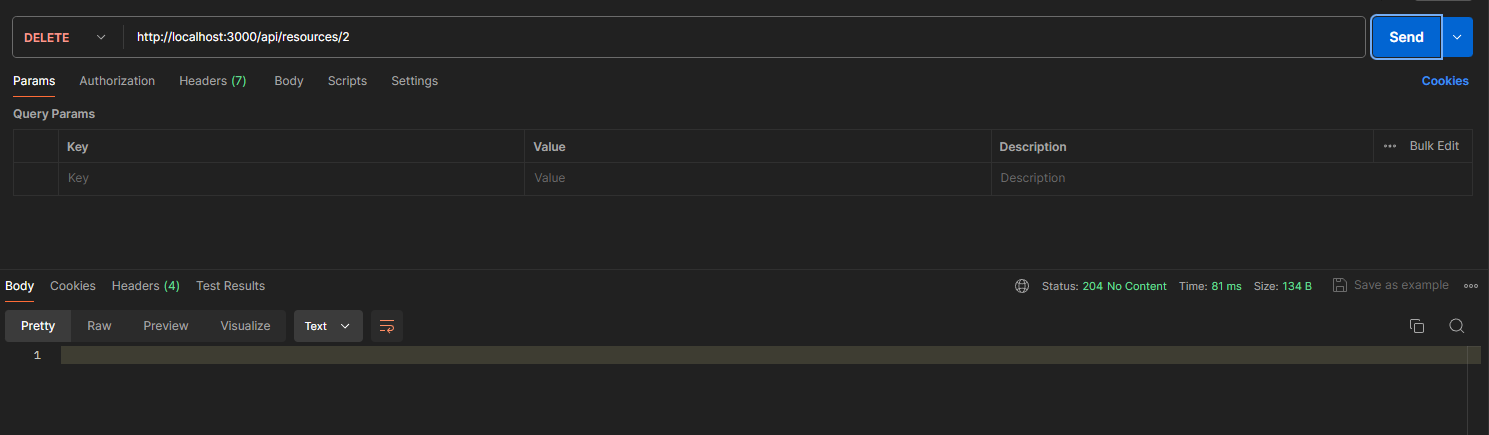 DELETE http://localhost:3000/api/resources/2 Send
Params Authorization Headers (7) Body Scripts Settings Cookies
Query Params
Key Value Description Bulk Edit
Key Value Description
Body Cookies Headers (4) Test Results Status: 204 No Content Time: 81 ms Size: 134 B Save as example
Pretty Raw Preview Visualize Text
1